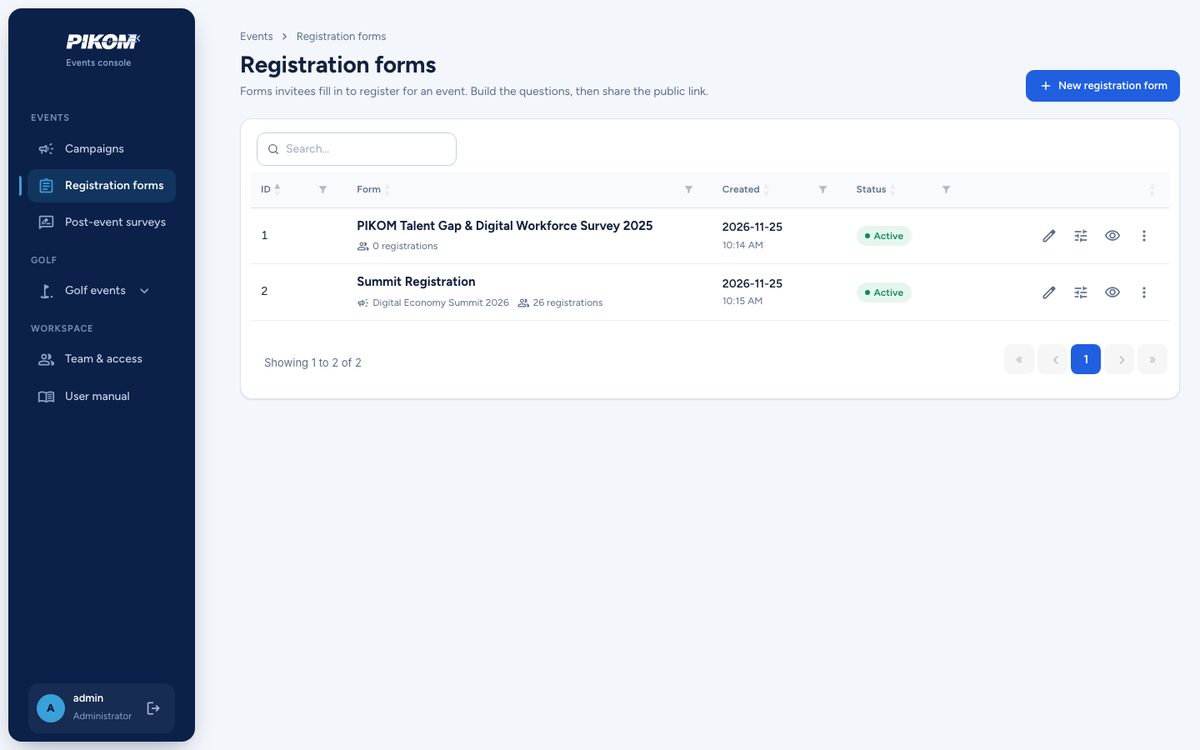 PIKOM
Events console
EVENTS
Campaigns
Registration forms
Post-event surveys
GOLF
Golf events
WORKSPACE
Team & access
User manual
A
admin
Administrator
Events > Registration forms
Registration forms
Forms invitees fill in to register for an event. Build the questions, then share the public link.
+ New registration form
Search...
ID Form Created Status
1 PIKOM Talent Gap & Digital Workforce Survey 2025 2026-11-25 Active
0 registrations 10:14 AM
2 Summit Registration 2026-11-25 Active
Digital Economy Summit 2026 26 registrations 10:15 AM
Showing 1 to 2 of 2
« ‹ 1 › »